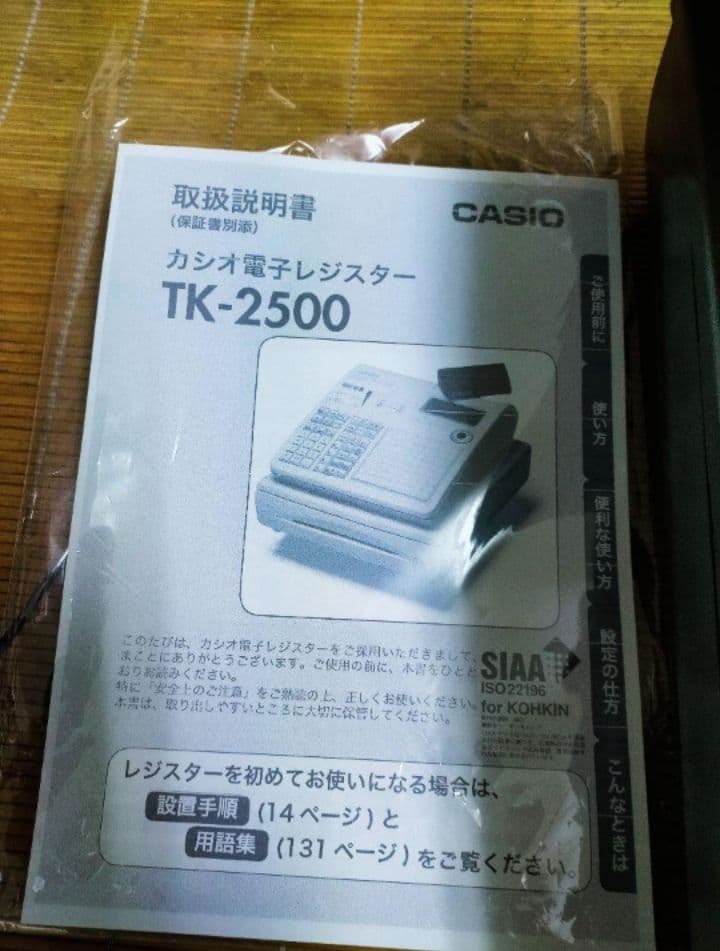 取扱説明書
(保証書別添)
CASIO
カシオ電子レジスター
TK-2500
ご使用前に
使い方
便利な使い方
設定の仕方
こんなときは
このたびは、カシオ電子レジスターをご採用いただきまして、
まことにありがとうございます。ご使用の前に、本書をひとと
おりお読みください。
特に「安全上のご注意」をご熟読の上、正しくお使いください。
本書は、取り出しやすいところに大切に保管してください。
SIAA
ISO22196
for KOHKIN
レジスターを初めてお使いになる場合は、
設置手順 (14ページ) と
用語集 (131ページ) をご覧ください。